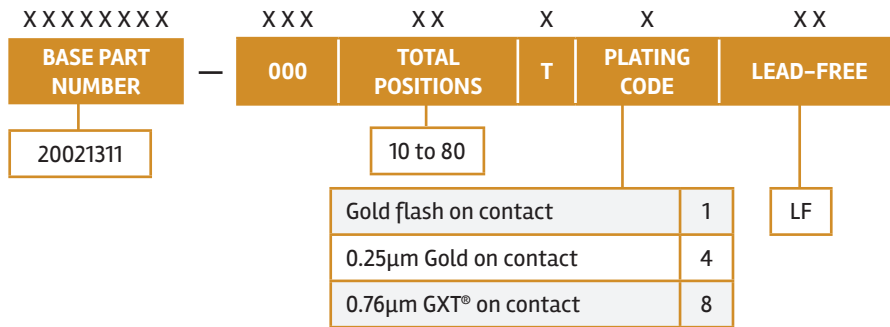 XXXXXXXX XXX XX X X XX
BASE PART NUMBER — 000 TOTAL POSITIONS T PLATING CODE LEAD-FREE
20021311 10 to 80
Gold flash on contact 1 LF
0.25µm Gold on contact 4
0.76µm GXT® on contact 8